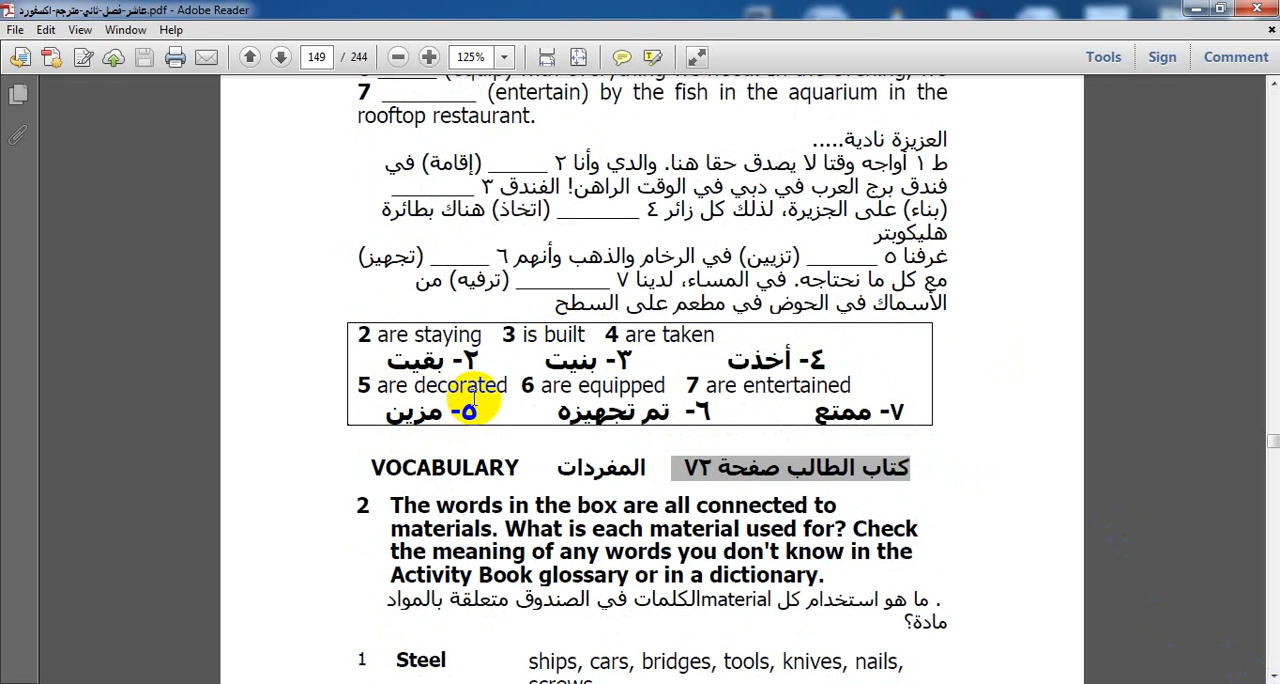 عاشر-فصل-ثاني-مترجم-اكسفورد.pdf - Adobe Reader
File Edit View Window Help
149 / 244 125% Tools Sign Comment
7 ________ (entertain) by the fish in the aquarium in the
rooftop restaurant.
العزيزة نادية.....
ط ١ أواجه وقتا لا يصدق حقا هنا. والدي وأنا ٢ _____ (إقامة) في
فندق برج العرب في دبي في الوقت الراهن! الفندق ٣ _______
(بناء) على الجزيرة، لذلك كل زائر ٤ _______ (اتخاذ) هناك بطائرة
هليكوبتر
غرفنا ٥ ______ (تزيين) في الرخام والذهب وأنهم ٦ _____ (تجهيز)
مع كل ما نحتاجه. في المساء، لدينا ٧ ________ (ترفيه) من
الأسماك في الحوض في مطعم على السطح
2 are staying 3 is built 4 are taken
٢- بقيت ٣- بنيت ٤- أخذت
5 are decorated 6 are equipped 7 are entertained
٥- مزين ٦- تم تجهيزه ٧- ممتع
VOCABULARY المفردات كتاب الطالب صفحة ٧٢
2 The words in the box are all connected to
materials. What is each material used for? Check
the meaning of any words you don't know in the
Activity Book glossary or in a dictionary.
. ما هو استخدام كل materialالكلمات في الصندوق متعلقة بالمواد
مادة؟
1 Steel ships, cars, bridges, tools, knives, nails,
screws